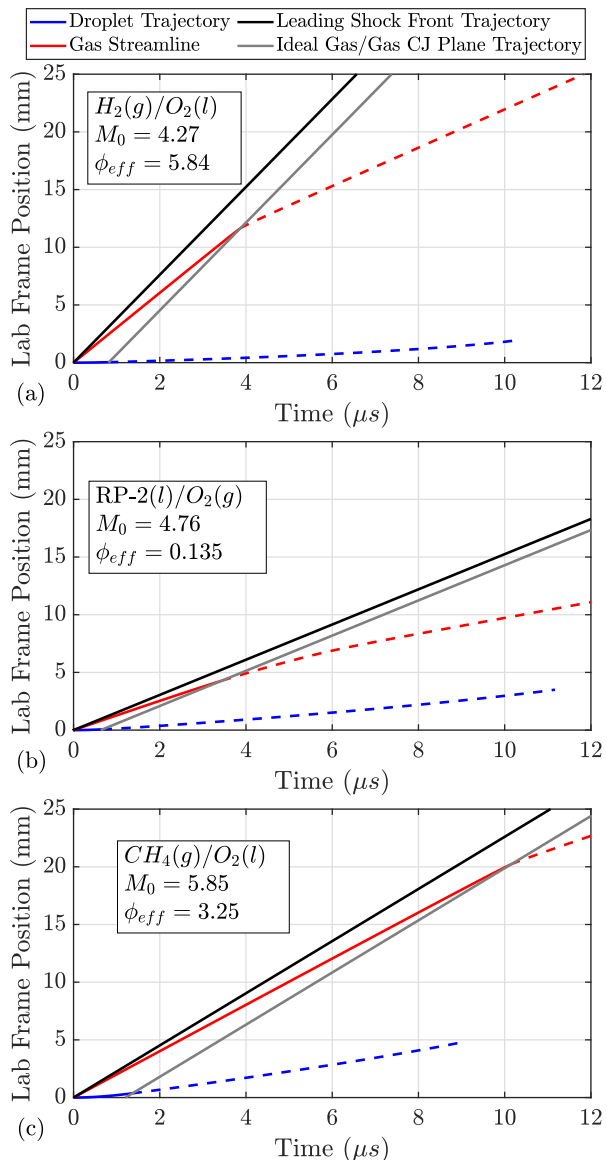 Droplet Trajectory
Leading Shock Front Trajectory
Gas Streamline
Ideal Gas/Gas CJ Plane Trajectory
25
20
15
10
5
0
Lab Frame Position (mm)
H₂(g)/O₂(l)
M₀ = 4.27
ϕₑ𝒻𝒻 = 5.84
0 2 4 6 8 10 12
(a)
Time (μs)
25
20
15
10
5
0
Lab Frame Position (mm)
RP-2(l)/O₂(g)
M₀ = 4.76
ϕₑ𝒻𝒻 = 0.135
0 2 4 6 8 10 12
(b)
Time (μs)
25
20
15
10
5
0
Lab Frame Position (mm)
CH₄(g)/O₂(l)
M₀ = 5.85
ϕₑ𝒻𝒻 = 3.25
0 2 4 6 8 10 12
(c)
Time (μs)